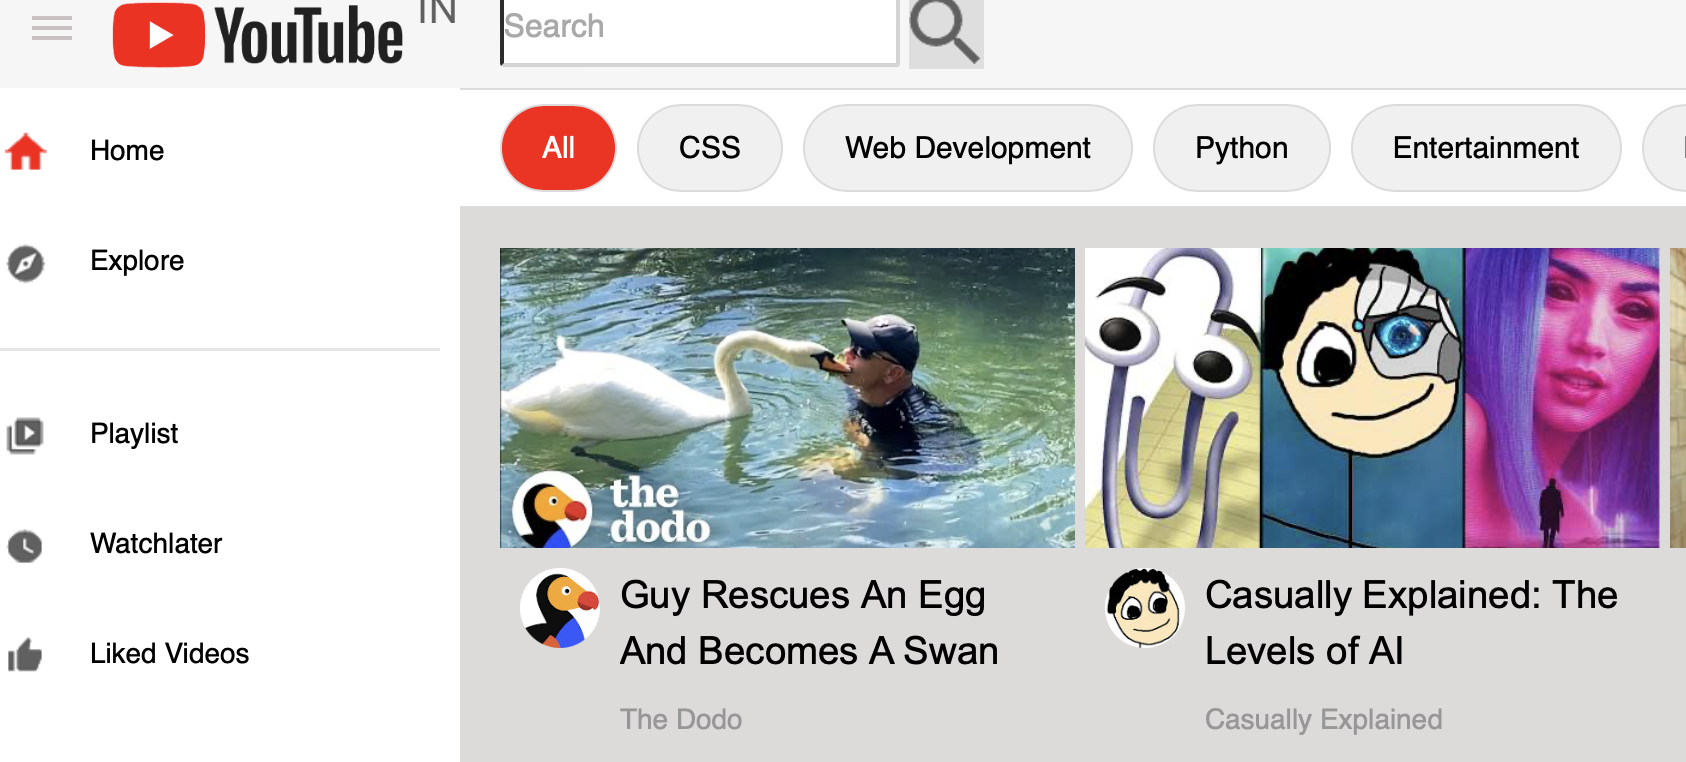 YouTube IN
Search
All
CSS
Web Development
Python
Entertainment
Home
Explore
Playlist
Watchlater
Liked Videos
the
dodo
Guy Rescues An Egg
And Becomes A Swan
The Dodo
Casually Explained: The
Levels of AI
Casually Explained